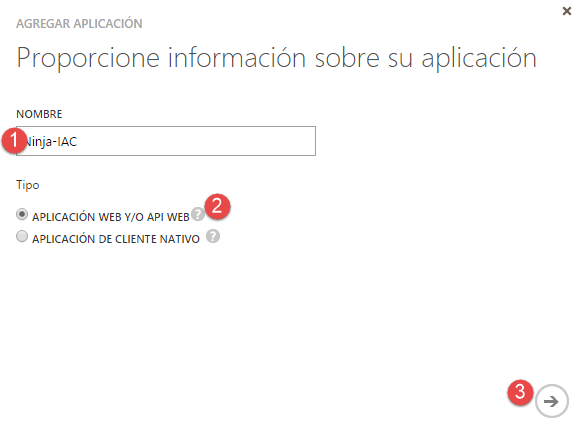 AGREGAR APLICACIÓN
Proporcione información sobre su aplicación
NOMBRE
1 Ninja-IAC
Tipo
APLICACIÓN WEB Y/O API WEB ? 2
APLICACIÓN DE CLIENTE NATIVO ?
3